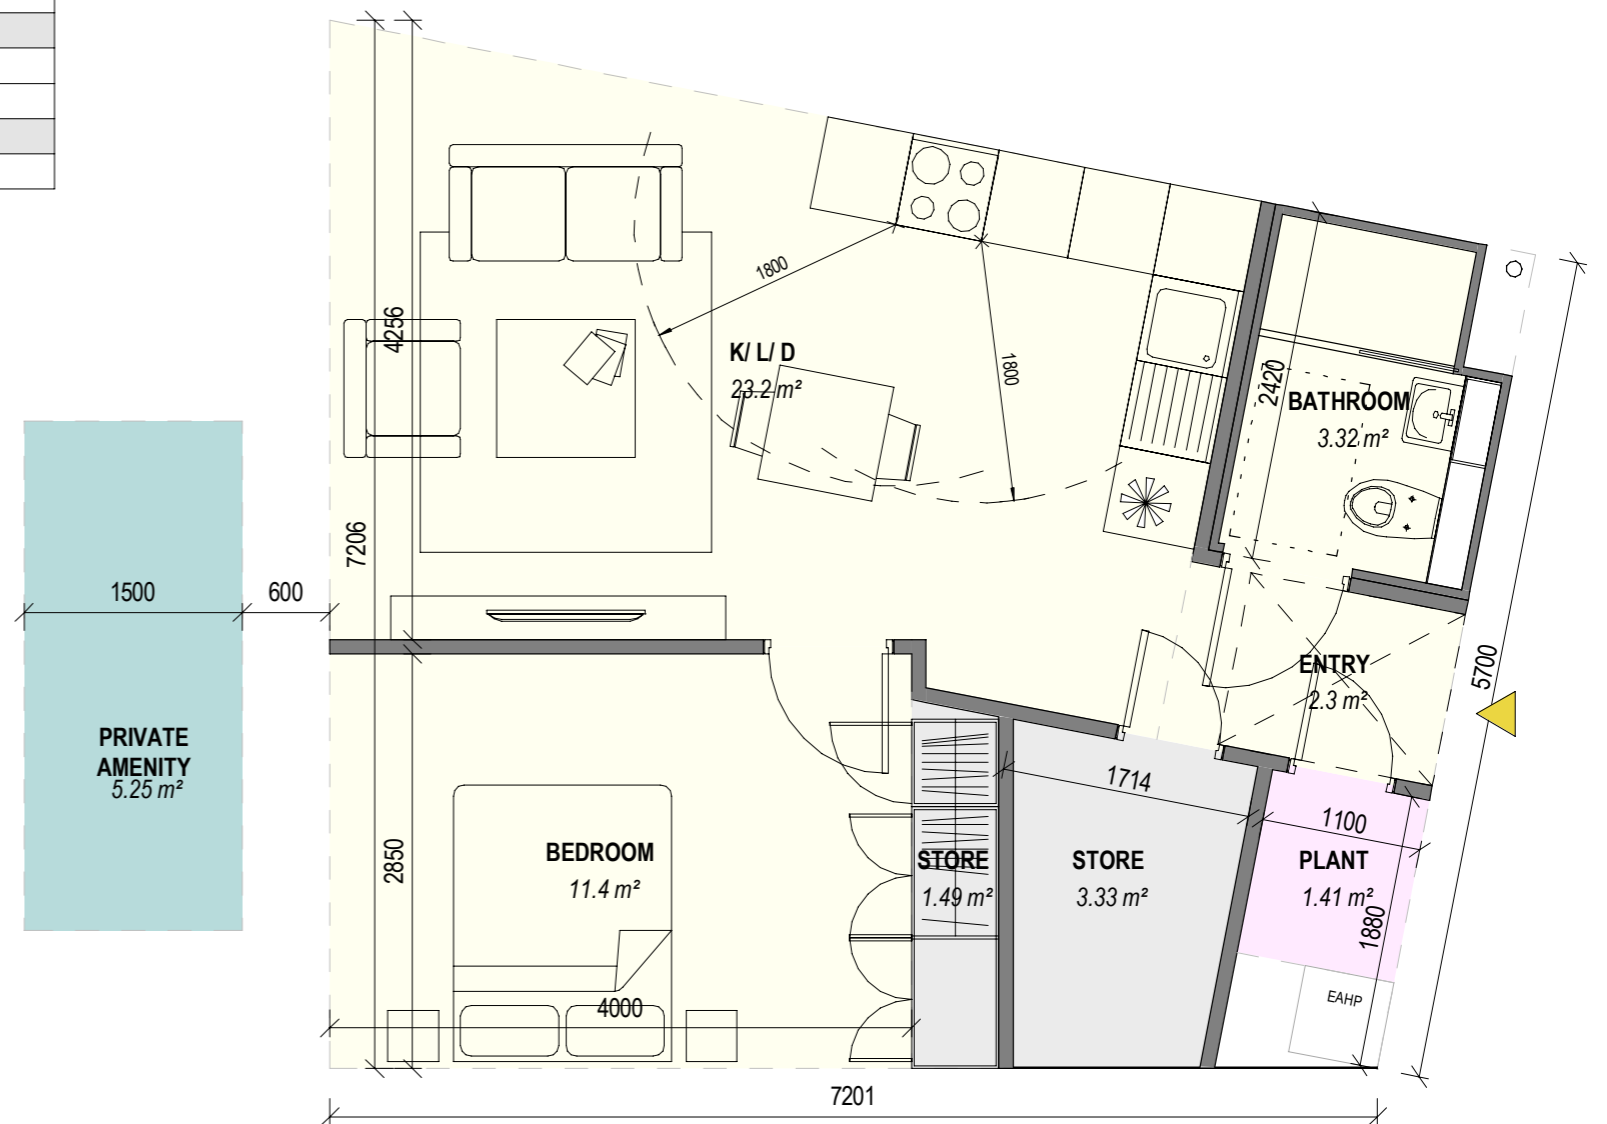 4256
1800
K/ L/ D
23.2 m²
1800
2420
BATHROOM
3.32 m²
7206
1500
600
ENTRY
2.3 m²
5700
PRIVATE
AMENITY
5.25 m²
1714
1100
2850
BEDROOM
11.4 m²
STORE
1.49 m²
STORE
3.33 m²
PLANT
1.41 m²
1880
4000
EAHP
7201